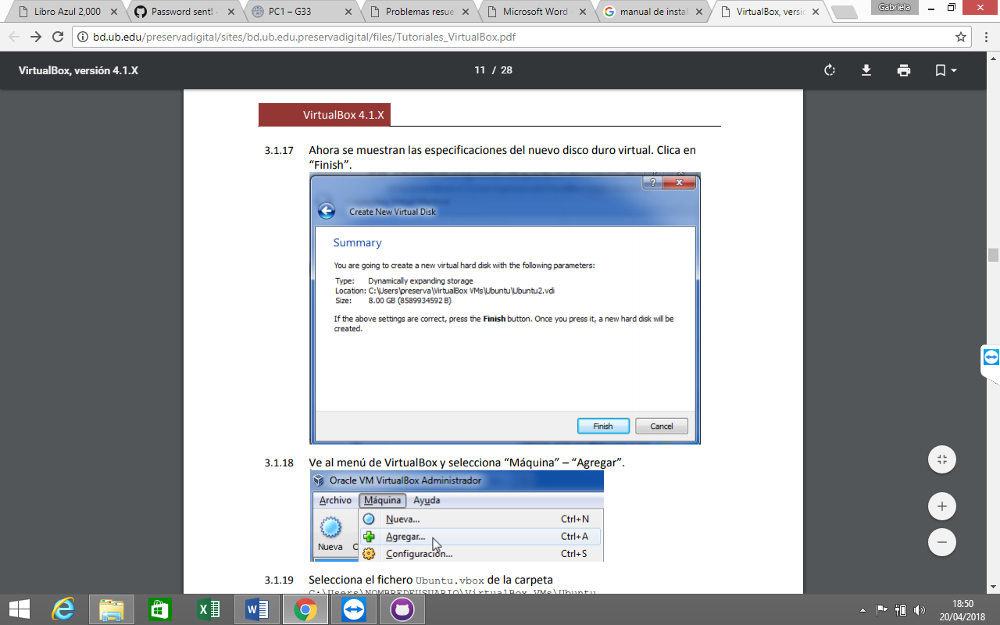 Libro Azul 2,000
Password sent! ·
PC1 – G33
Problemas resue
Microsoft Word -
manual de instal
VirtualBox, versió
Gabriela
bd.ub.edu/preservadigital/sites/bd.ub.edu.preservadigital/files/Tutoriales_VirtualBox.pdf
VirtualBox, versión 4.1.X
11 / 28
VirtualBox 4.1.X
3.1.17 Ahora se muestran las especificaciones del nuevo disco duro virtual. Clica en
“Finish”.
Create New Virtual Disk
Summary
You are going to create a new virtual hard disk with the following parameters:
Type: Dynamically expanding storage
Location: C:\Users\preserva\VirtualBox VMs\Ubuntu\Ubuntu2.vdi
Size: 8.00 GB (8589934592 B)
If the above settings are correct, press the Finish button. Once you press it, a new hard disk will be
created.
Finish
Cancel
3.1.18 Ve al menú de VirtualBox y selecciona “Máquina” – “Agregar”.
Oracle VM VirtualBox Administrador
Archivo Máquina Ayuda
Nueva... Ctrl+N
Agregar... Ctrl+A
Nueva C
Configuración... Ctrl+S
3.1.19 Selecciona el fichero Ubuntu.vbox de la carpeta
C:\Users\NOMBREDEUSUARIO\VirtualBox VMs\Ubuntu
18:50
20/04/2018